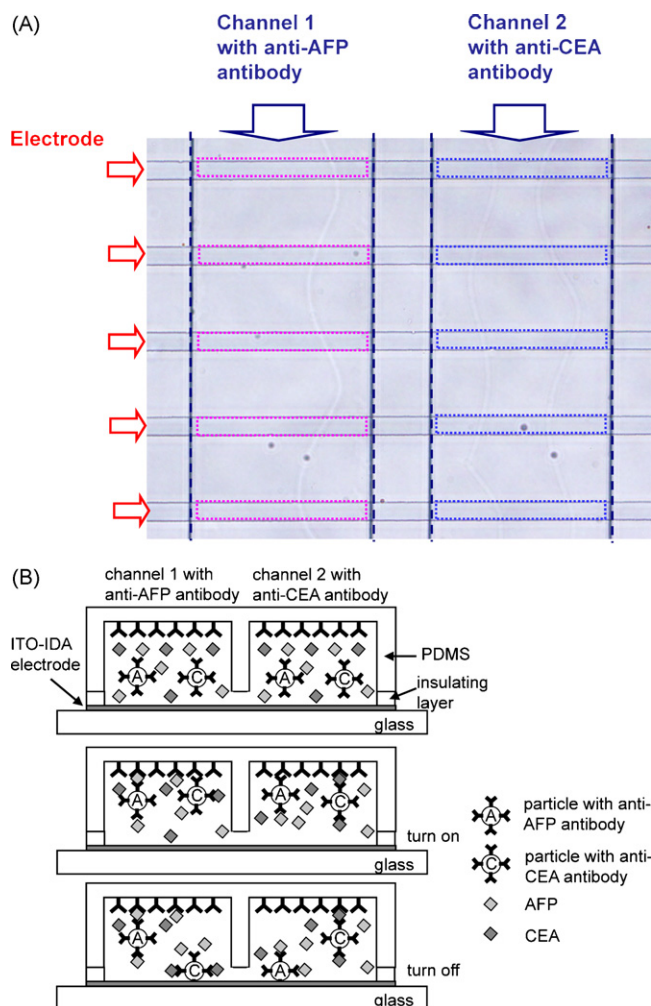 (A)
Channel 1
with anti-AFP
antibody
Channel 2
with anti-CEA
antibody
Electrode
(B)
channel 1 with
anti-AFP antibody
channel 2 with
anti-CEA antibody
ITO-IDA
electrode
A
C
A
C
PDMS
insulating
layer
glass
A
C
A
C
turn on
glass
A
C
A
C
turn off
glass
A
particle with anti-
AFP antibody
C
particle with anti-
CEA antibody
AFP
CEA